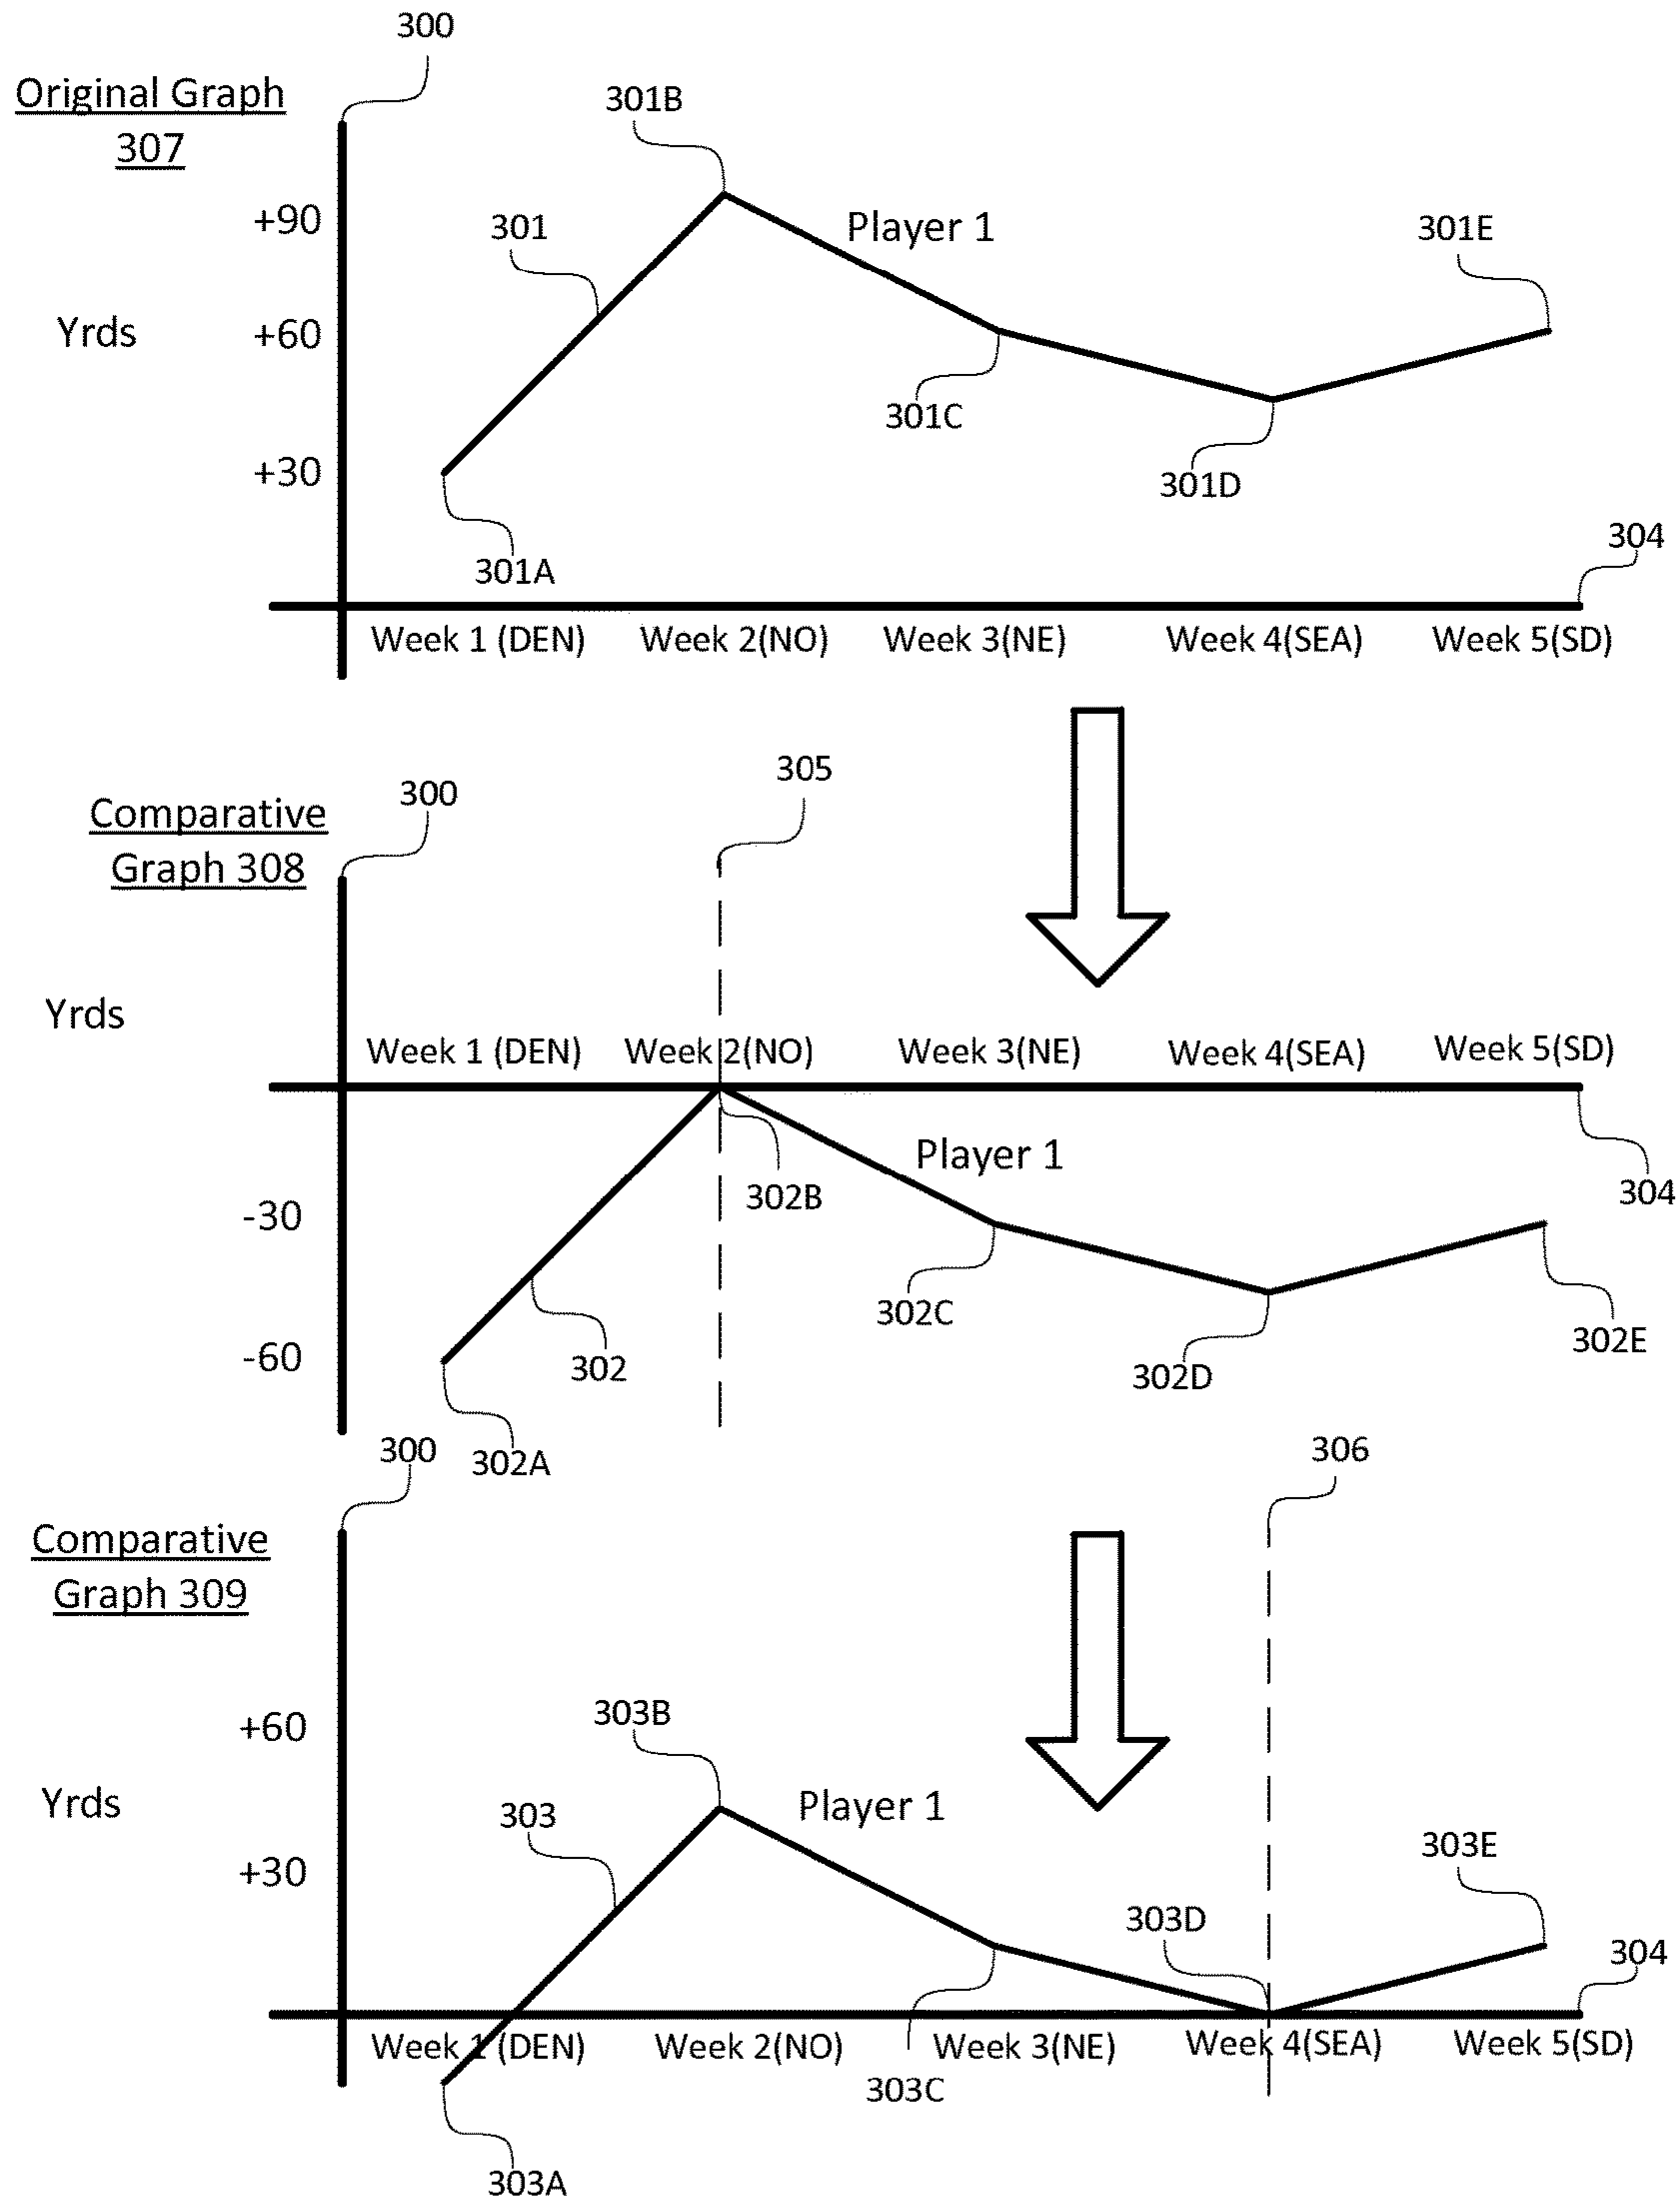 300
Original Graph
307
301B
+90
301
Player 1
301E
Yrds
+60
301C
+30
301D
301A
304
Week 1 (DEN)
Week 2(NO)
Week 3(NE)
Week 4(SEA)
Week 5(SD)
305
300
Comparative
Graph 308
Yrds
Week 1 (DEN)
Week 2(NO)
Week 3(NE)
Week 4(SEA)
Week 5(SD)
Player 1
302B
304
-30
302C
302E
-60
302
302D
302A
300
306
Comparative
Graph 309
303B
+60
Yrds
303
Player 1
303E
+30
303D
304
Week 1 (DEN)
Week 2(NO)
Week 3(NE)
Week 4(SEA)
Week 5(SD)
303C
303A